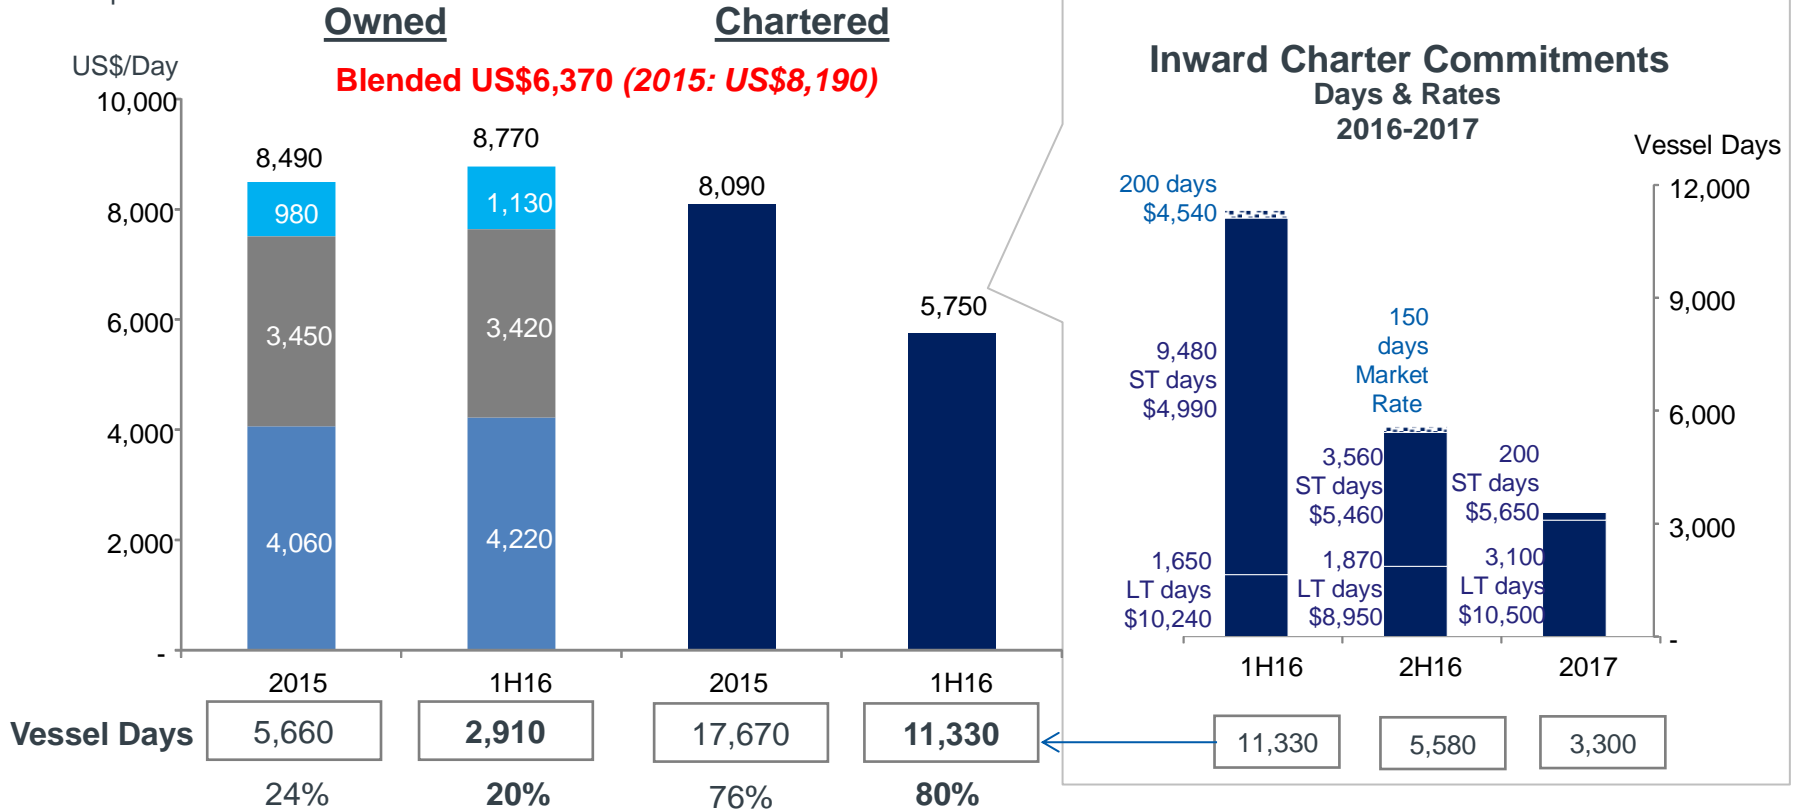 Owned
Chartered
US$/Day
Blended US$6,370 (2015: US$8,190)
10,000
8,000
6,000
4,000
2,000
-
8,490
980
3,450
4,060
8,770
1,130
3,420
4,220
8,090
5,750
2015
1H16
2015
1H16
Vessel Days
5,660
2,910
17,670
11,330
24%
20%
76%
80%
Inward Charter Commitments
Days & Rates
2016-2017
Vessel Days
12,000
9,000
6,000
3,000
-
200 days
$4,540
9,480
ST days
$4,990
1,650
LT days
$10,240
150
days
Market
Rate
3,560
ST days
$5,460
1,870
LT days
$8,950
200
ST days
$5,650
3,100
LT days
$10,500
1H16
2H16
2017
11,330
5,580
3,300